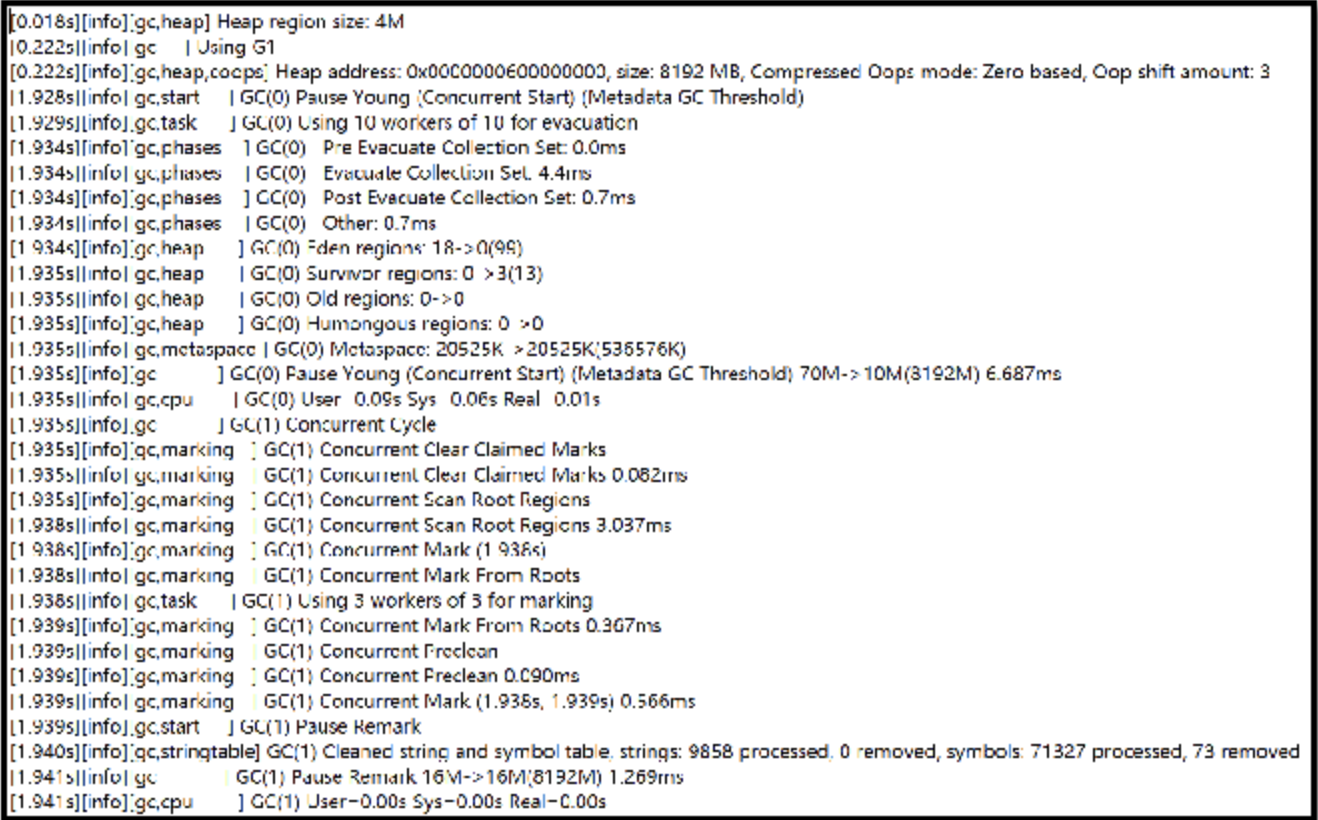 [0.018s][info][gc,heap] Heap region size: 4M
[0.222s][info][gc ] Using G1
[0.222s][info][gc,heap,coops] Heap address: 0x0000000600000000, size: 8192 MB, Compressed Oops mode: Zero based, Oop shift amount: 3
[1.928s][info][gc,start ] GC(0) Pause Young (Concurrent Start) (Metadata GC Threshold)
[1.929s][info][gc,task ] GC(0) Using 10 workers of 10 for evacuation
[1.934s][info][gc,phases ] GC(0) Pre Evacuate Collection Set: 0.0ms
[1.934s][info][gc,phases ] GC(0) Evacuate Collection Set: 4.4ms
[1.934s][info][gc,phases ] GC(0) Post Evacuate Collection Set: 0.7ms
[1.934s][info][gc,phases ] GC(0) Other: 0.7ms
[1.934s][info][gc,heap ] GC(0) Eden regions: 18->0(99)
[1.935s][info][gc,heap ] GC(0) Survivor regions: 0->3(13)
[1.935s][info][gc,heap ] GC(0) Old regions: 0->0
[1.935s][info][gc,heap ] GC(0) Humongous regions: 0->0
[1.935s][info][gc,metaspace ] GC(0) Metaspace: 20525K->20525K(536576K)
[1.935s][info][gc ] GC(0) Pause Young (Concurrent Start) (Metadata GC Threshold) 70M->10M(8192M) 6.687ms
[1.935s][info][gc,cpu ] GC(0) User=0.09s Sys=0.06s Real=0.01s
[1.935s][info][gc ] GC(1) Concurrent Cycle
[1.935s][info][gc,marking ] GC(1) Concurrent Clear Claimed Marks
[1.935s][info][gc,marking ] GC(1) Concurrent Clear Claimed Marks 0.082ms
[1.935s][info][gc,marking ] GC(1) Concurrent Scan Root Regions
[1.938s][info][gc,marking ] GC(1) Concurrent Scan Root Regions 3.037ms
[1.938s][info][gc,marking ] GC(1) Concurrent Mark (1.938s)
[1.938s][info][gc,marking ] GC(1) Concurrent Mark From Roots
[1.938s][info][gc,task ] GC(1) Using 3 workers of 3 for marking
[1.939s][info][gc,marking ] GC(1) Concurrent Mark From Roots 0.367ms
[1.939s][info][gc,marking ] GC(1) Concurrent Preclean
[1.939s][info][gc,marking ] GC(1) Concurrent Preclean 0.090ms
[1.939s][info][gc,marking ] GC(1) Concurrent Mark (1.938s, 1.939s) 0.566ms
[1.939s][info][gc,start ] GC(1) Pause Remark
[1.940s][info][gc,stringtable] GC(1) Cleaned string and symbol table, strings: 9858 processed, 0 removed, symbols: 71327 processed, 73 removed
[1.941s][info][gc ] GC(1) Pause Remark 16M->16M(8192M) 1.269ms
[1.941s][info][gc,cpu ] GC(1) User=0.00s Sys=0.00s Real=0.00s